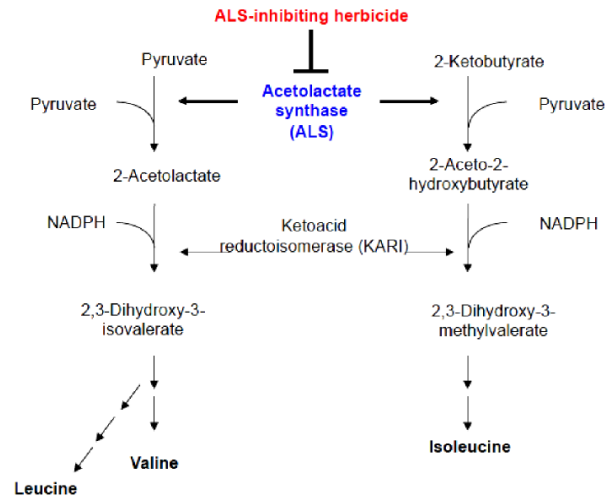 ALS-inhibiting herbicide
Pyruvate
2-Ketobutyrate
Pyruvate
Acetolactate
synthase
(ALS)
Pyruvate
2-Acetolactate
2-Aceto-2-
hydroxybutyrate
NADPH
Ketoacid
reductoisomerase (KARI)
NADPH
2,3-Dihydroxy-3-
isovalerate
2,3-Dihydroxy-3-
methylvalerate
Leucine
Valine
Isoleucine